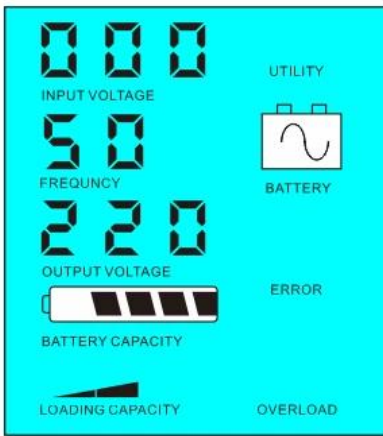 000
UTILITY
INPUT VOLTAGE
50
FREQUNCY
BATTERY
220
OUTPUT VOLTAGE
ERROR
BATTERY CAPACITY
LOADING CAPACITY
OVERLOAD